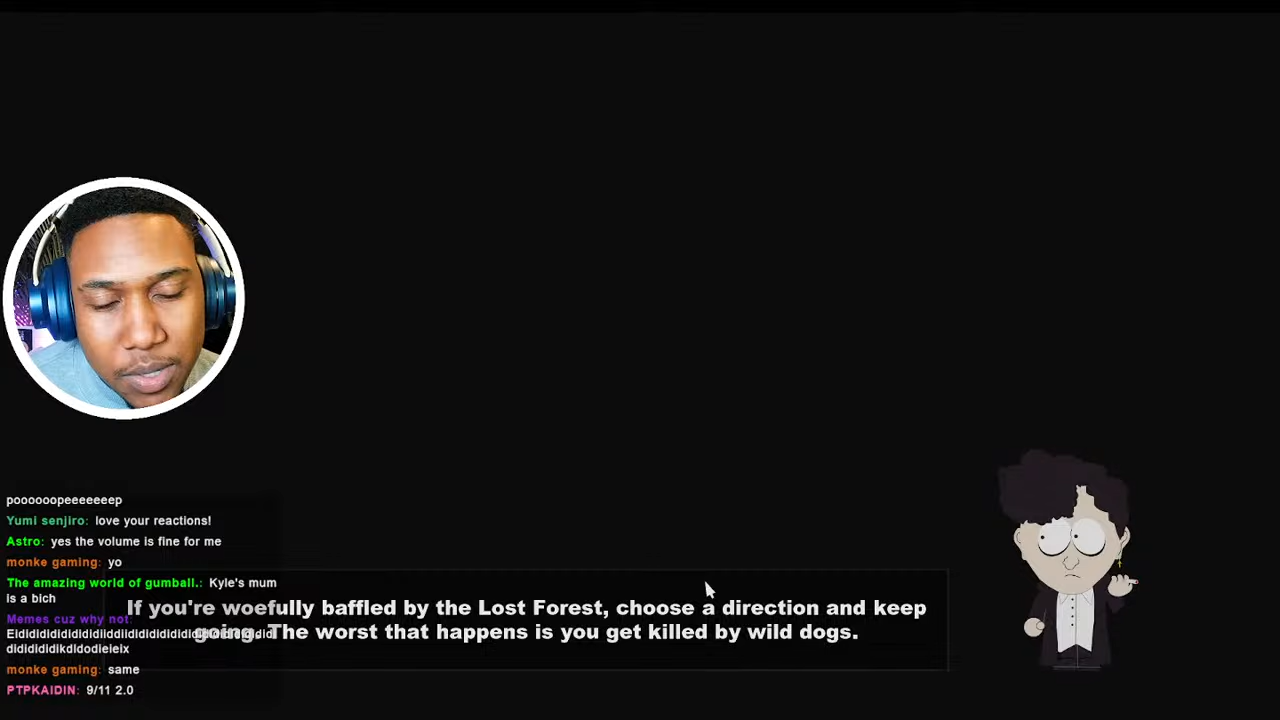 poooooopeeeeeeep
Yumi senjiro: love your reactions!
Astro: yes the volume is fine for me
monke gaming: yo
The amazing world of gumball.: Kyle's mum
is a bich
Memes cuz why not:
dididididikdldodieieix
monke gaming: same
PTPKAIDIN: 9/11 2.0
If you're woefully baffled by the Lost Forest, choose a direction and keep
going. The worst that happens is you get killed by wild dogs.